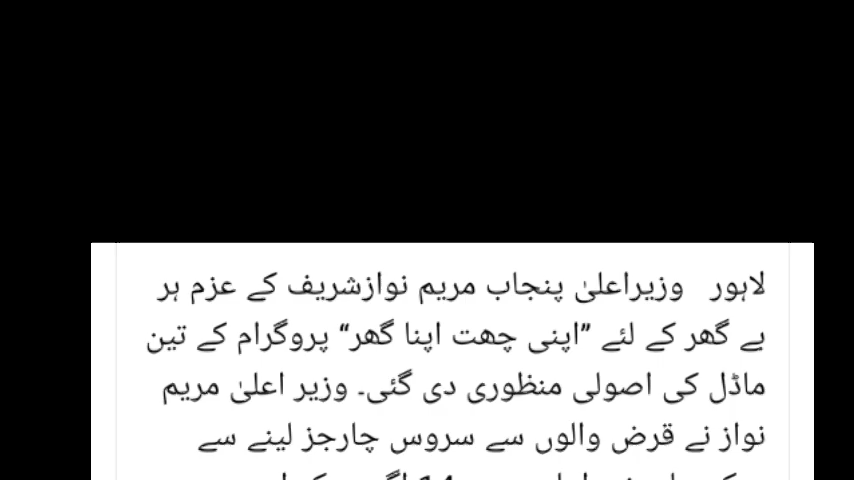 لاہور وزیراعلیٰ پنجاب مریم نوازشریف کے عزم ہر
بے گھر کے لئے ”اپنی چھت اپنا گھر“ پروگرام کے تین
ماڈل کی اصولی منظوری دی گئی۔ وزیر اعلیٰ مریم
نواز نے قرض والوں سے سروس چارجز لینے سے